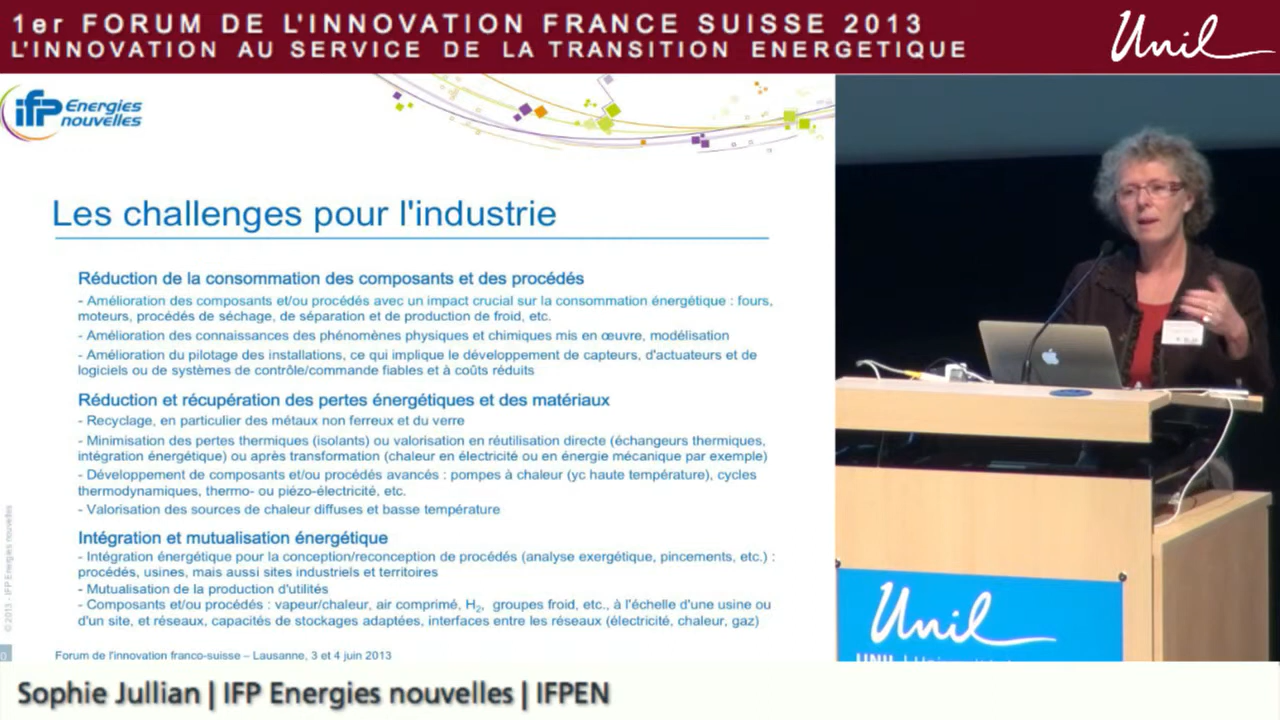 1er FORUM DE L'INNOVATION FRANCE SUISSE 2013
L'INNOVATION AU SERVICE DE LA TRANSITION ENERGETIQUE
Unil
ifp Energies
nouvelles
Les challenges pour l'industrie
Réduction de la consommation des composants et des procédés
- Amélioration des composants et/ou procédés avec un impact crucial sur la consommation énergétique : fours,
moteurs, procédés de séchage, de séparation et de production de froid, etc.
- Amélioration des connaissances des phénomènes physiques et chimiques mis en œuvre, modélisation
- Amélioration du pilotage des installations, ce qui implique le développement de capteurs, d'actuateurs et de
logiciels ou de systèmes de contrôle/commande fiables et à coûts réduits
Réduction et récupération des pertes énergétiques et des matériaux
- Recyclage, en particulier des métaux non ferreux et du verre
- Minimisation des pertes thermiques (isolants) ou valorisation en réutilisation directe (échangeurs thermiques,
intégration énergétique) ou après transformation (chaleur en électricité ou en énergie mécanique par exemple)
- Développement de composants et/ou procédés avancés : pompes à chaleur (yc haute température), cycles
thermodynamiques, thermo- ou piézo-électricité, etc.
- Valorisation des sources de chaleur diffuses et basse température
Intégration et mutualisation énergétique
- Intégration énergétique pour la conception/reconception de procédés (analyse exergétique, pincements, etc.) :
procédés, usines, mais aussi sites industriels et territoires
- Mutualisation de la production d'utilités
- Composants et/ou procédés : vapeur/chaleur, air comprimé, H₂, groupes froid, etc., à l'échelle d'une usine ou
d'un site, et réseaux, capacités de stockages adaptées, interfaces entre les réseaux (électricité, chaleur, gaz)
© 2013 - IFP Energies nouvelles
Forum de l'innovation franco-suisse – Lausanne, 3 et 4 juin 2013
Unil
Sophie Jullian | IFP Energies nouvelles | IFPEN